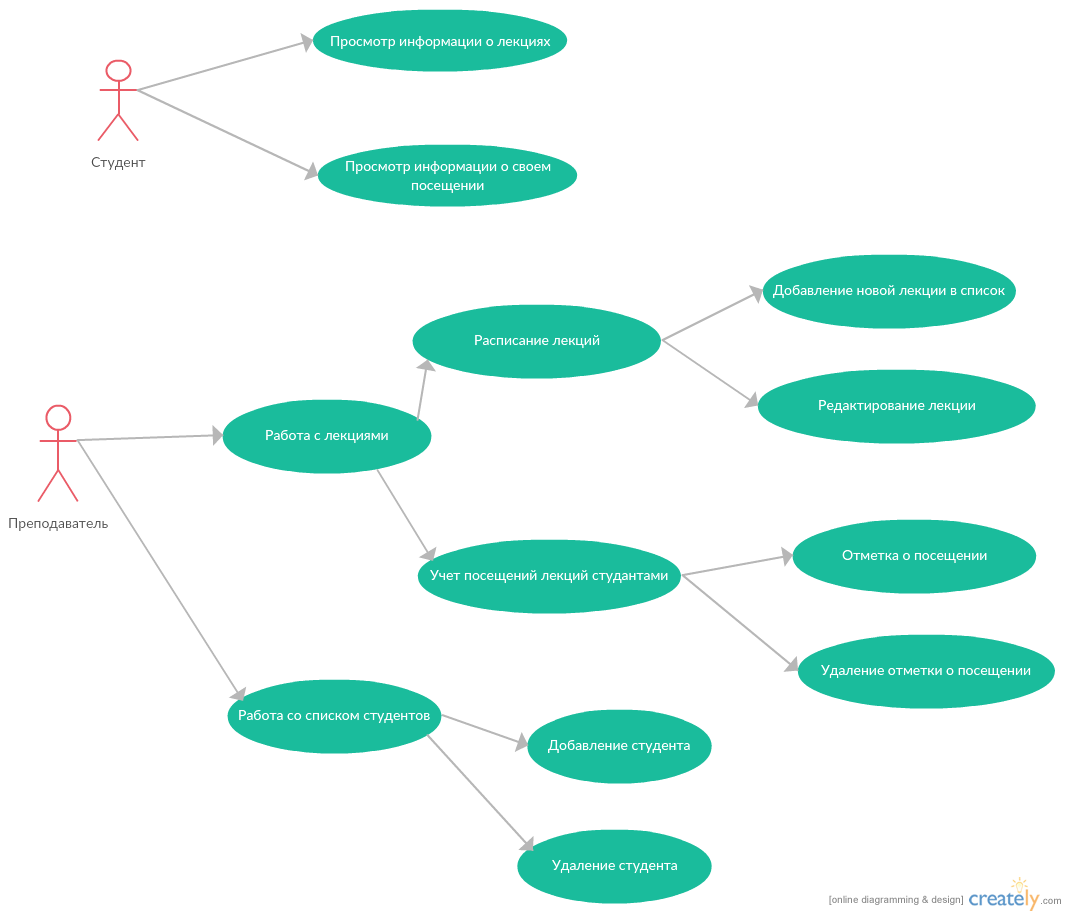 Просмотр информации о лекциях
Студент
Просмотр информации о своем
посещении
Добавление новой лекции в список
Расписание лекций
Редактирование лекции
Работа с лекциями
Преподаватель
Отметка о посещении
Учет посещений лекций студантами
Удаление отметки о посещении
Работа со списком студентов
Добавление студента
Удаление студента
[online diagramming & design] creately.com